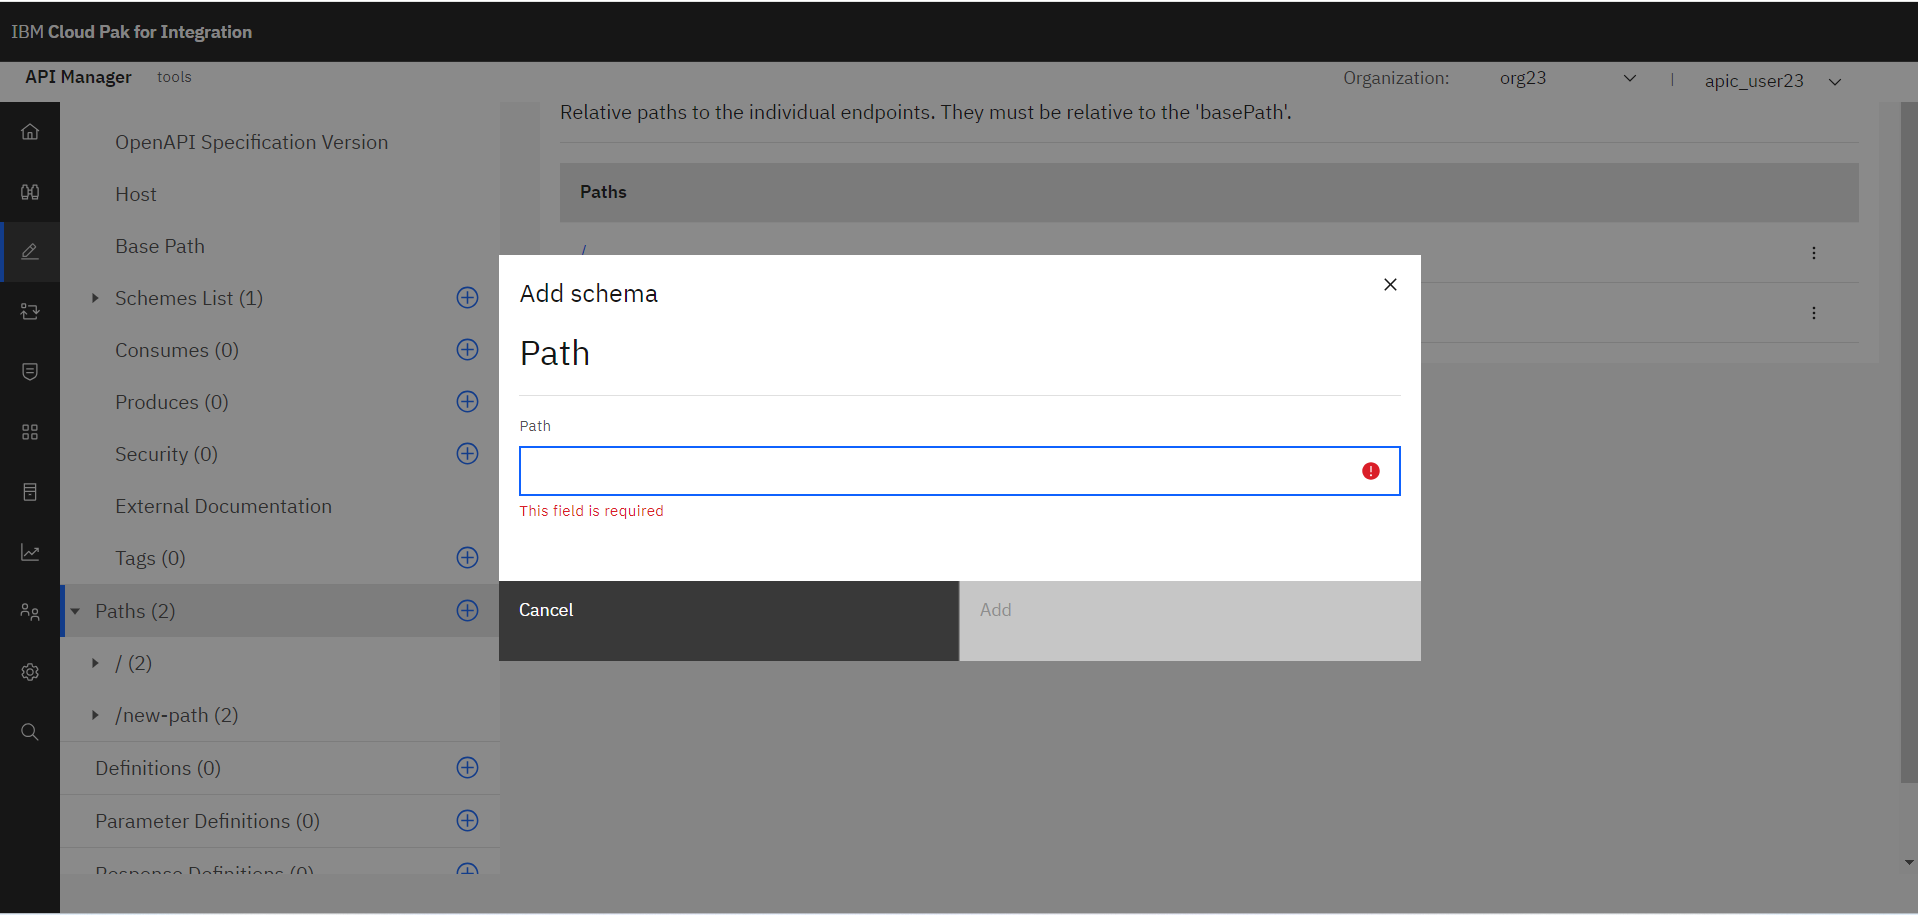 IBM Cloud Pak for Integration
API Manager tools Organization: org23 | apic_user23
Relative paths to the individual endpoints. They must be relative to the 'basePath'.
OpenAPI Specification Version
Host
Base Path
Schemes List (1)
Consumes (0)
Produces (0)
Security (0)
External Documentation
Tags (0)
Paths (2)
/ (2)
/new-path (2)
Definitions (0)
Parameter Definitions (0)
Response Definitions (0)
Paths
/
Add schema
Path
Path
This field is required
Cancel
Add